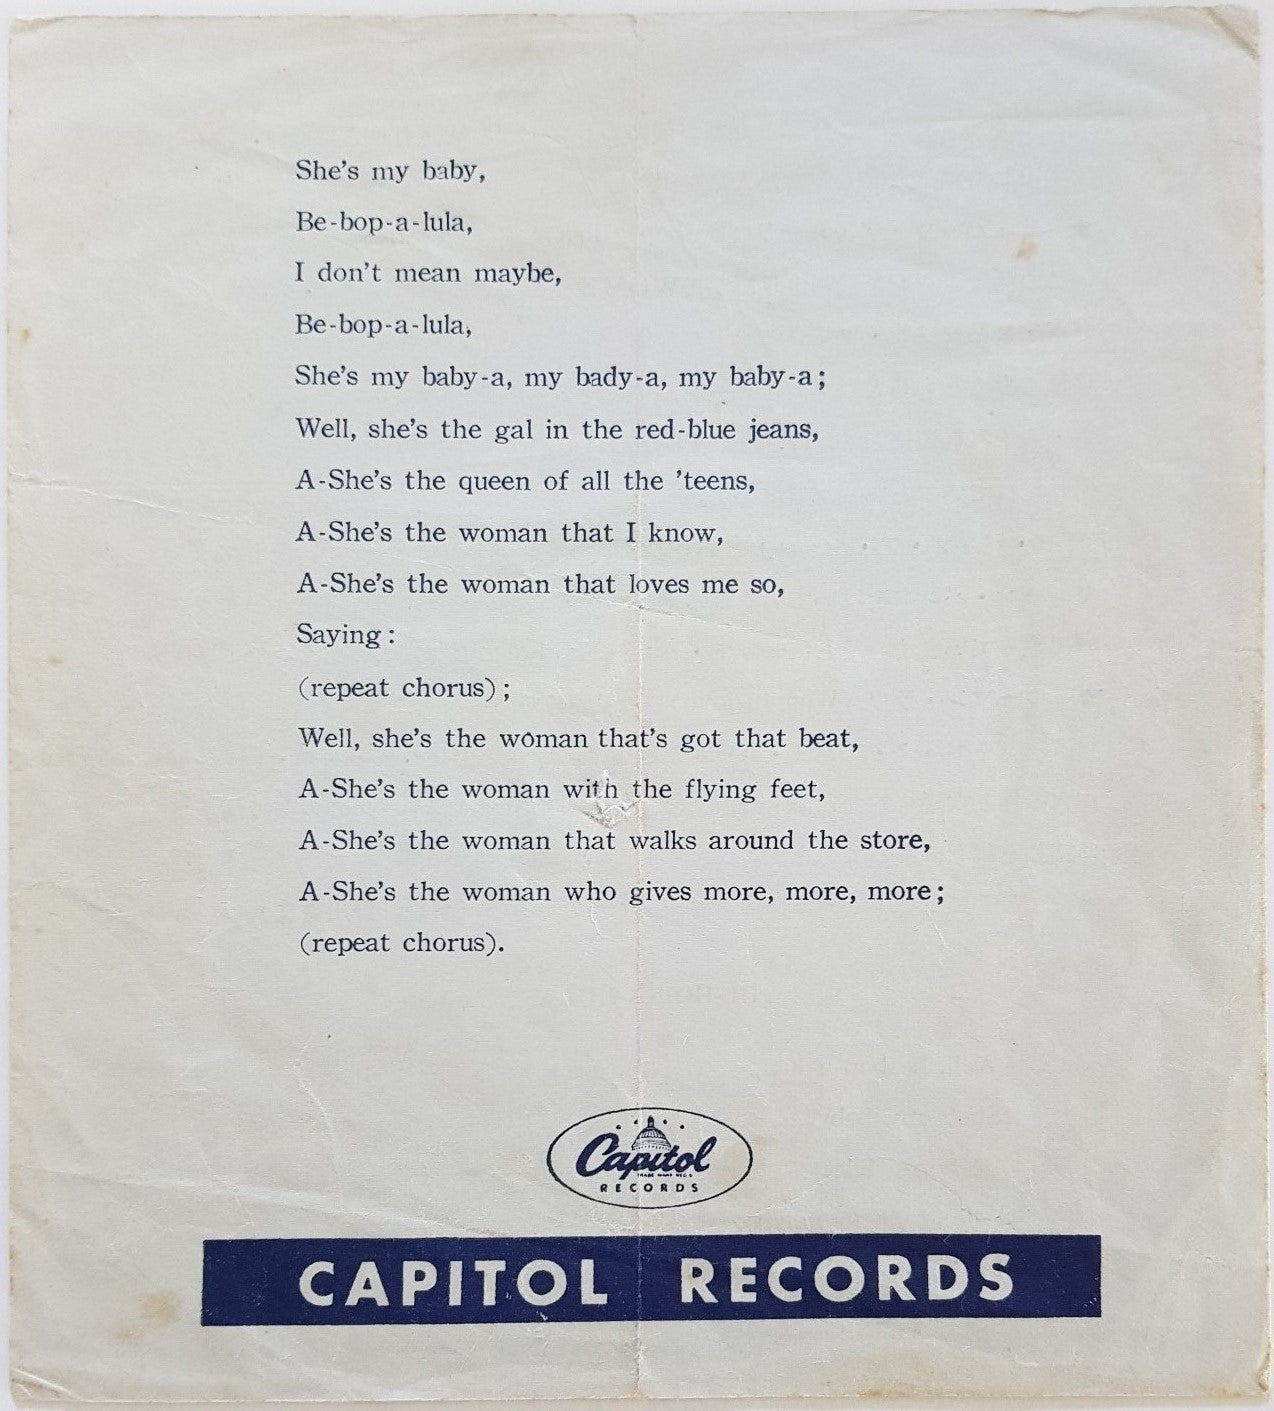 She's my baby,
Be-bop-a-lula,
I don't mean maybe,
Be-bop-a-lula,
She's my baby-a, my bady-a, my baby-a;
Well, she's the gal in the red-blue jeans,
A-She's the queen of all the 'teens,
A-She's the woman that I know,
A-She's the woman that loves me so,
Saying:
(repeat chorus);
Well, she's the woman that's got that beat,
A-She's the woman with the flying feet,
A-She's the woman that walks around the store,
A-She's the woman who gives more, more, more;
(repeat chorus).
Capitol
RECORDS
CAPITOL RECORDS